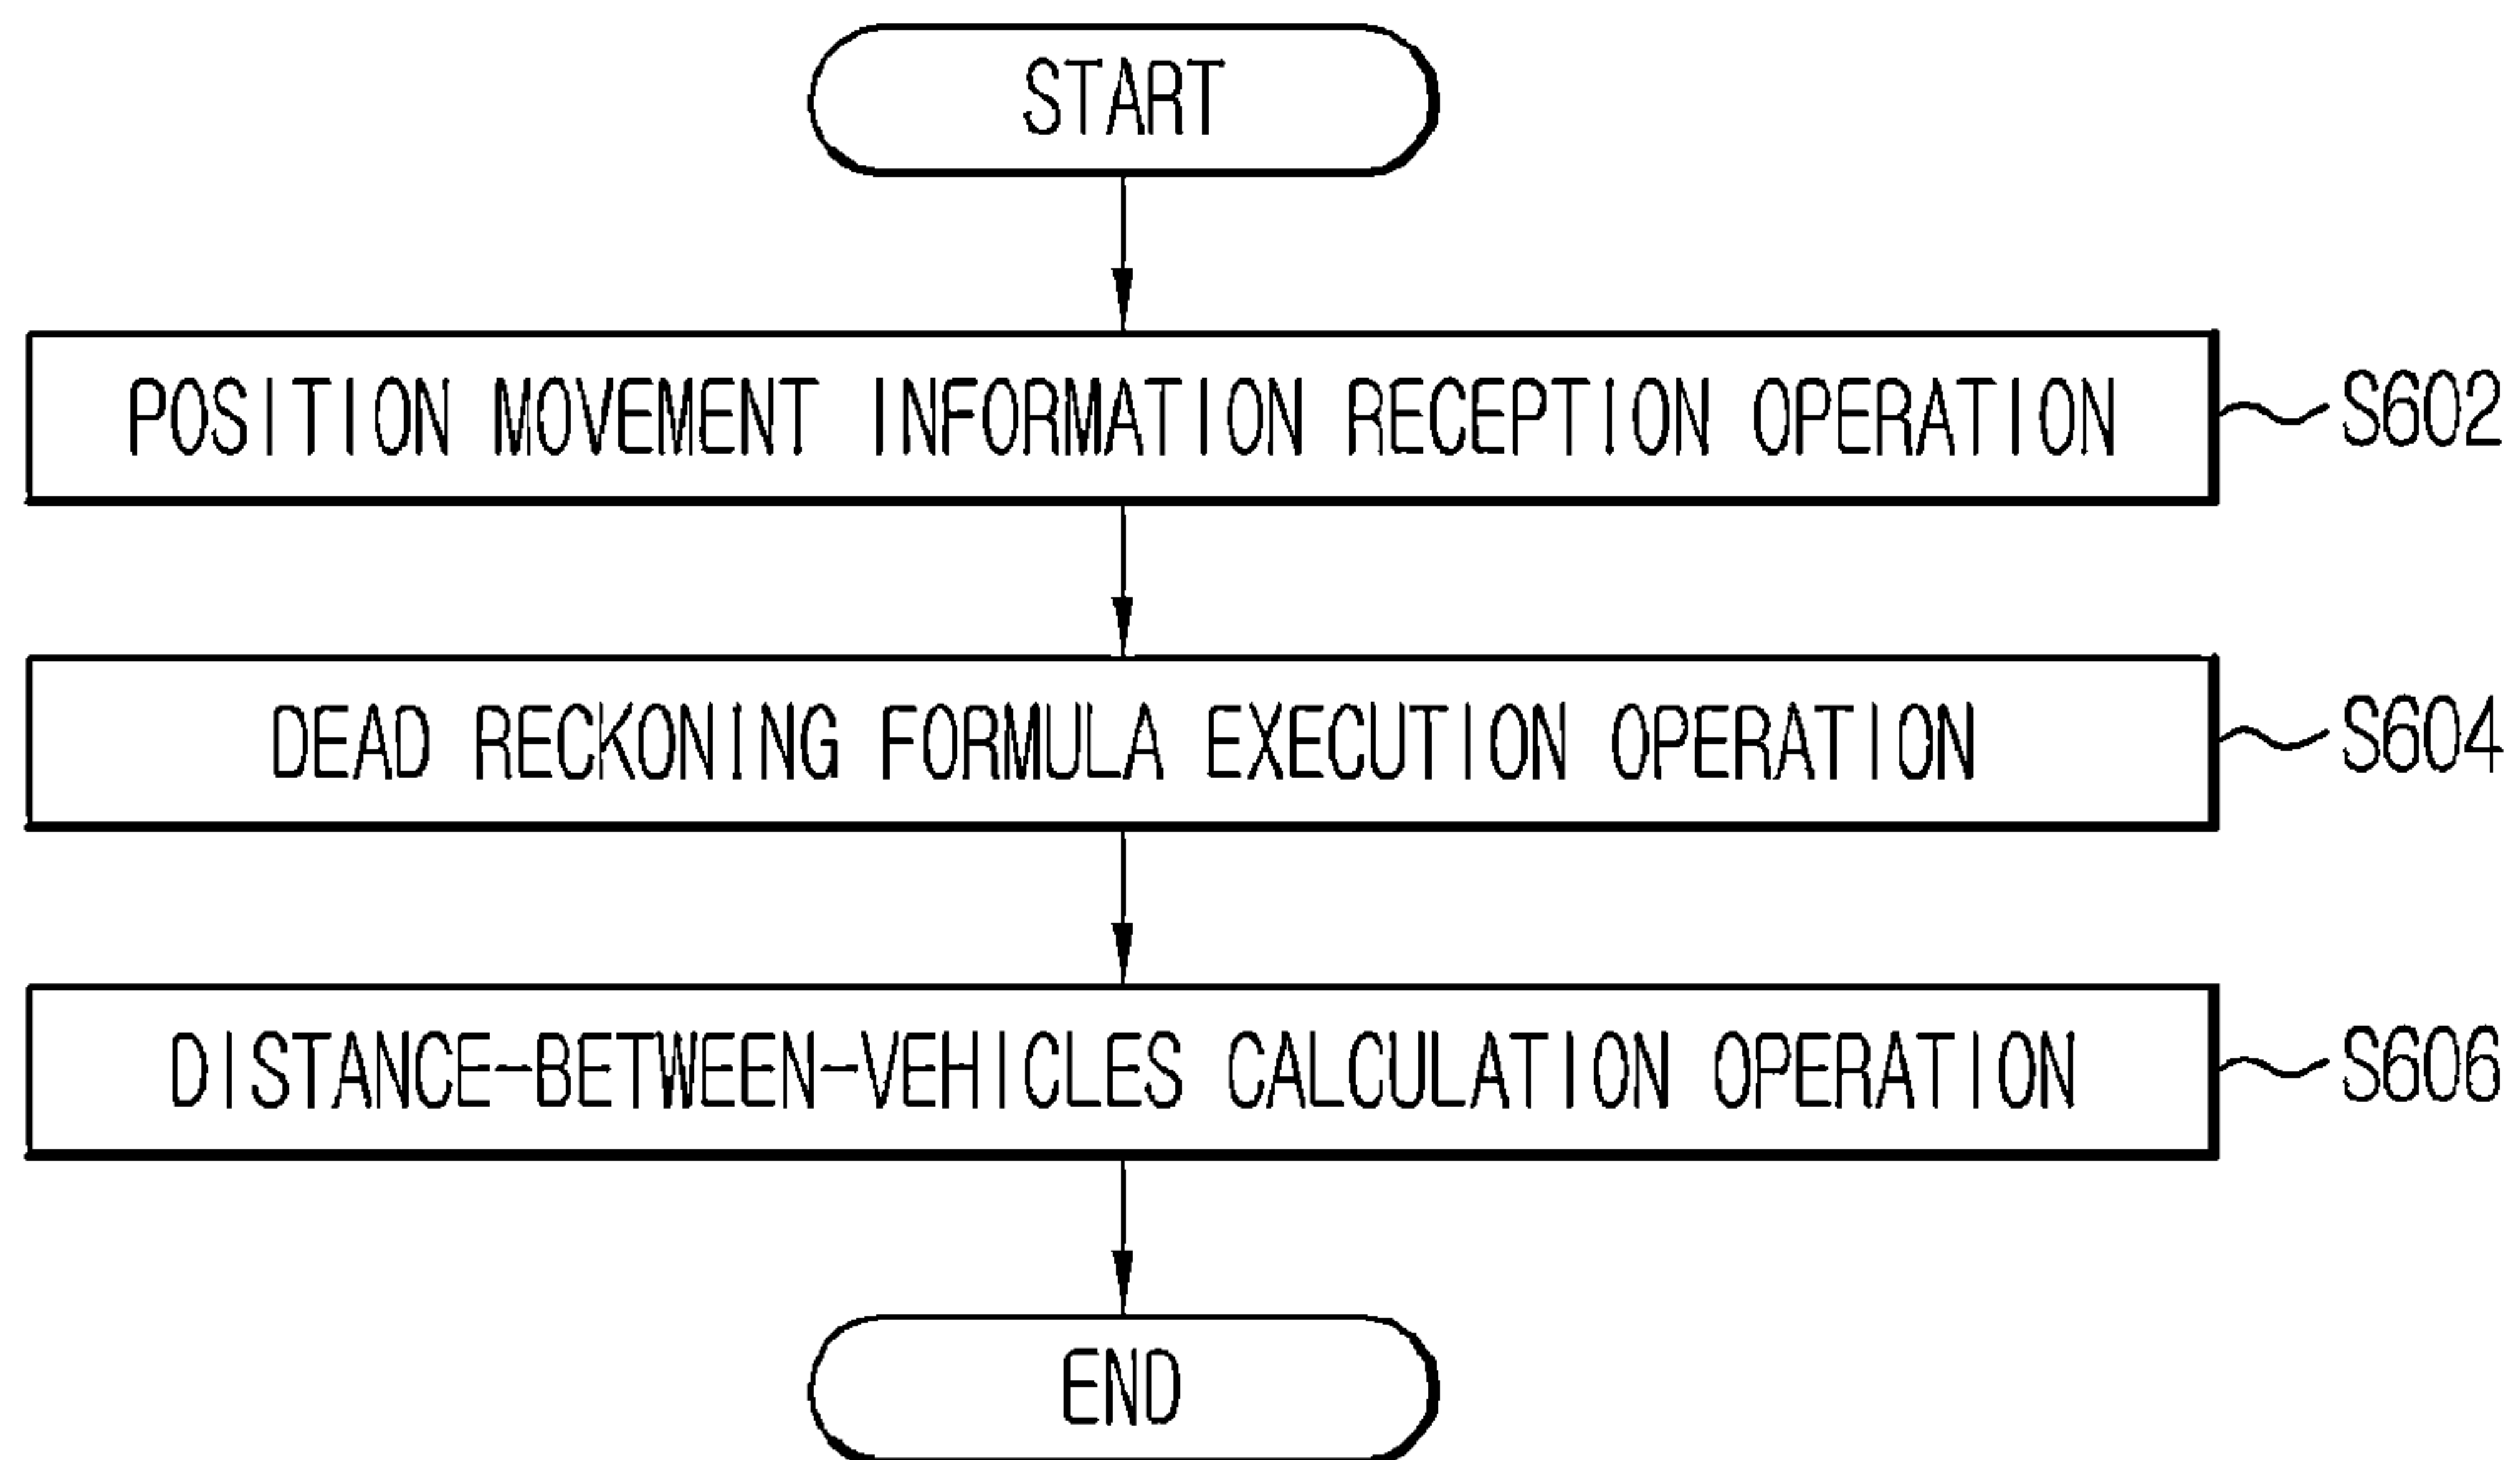 START
POSITION MOVEMENT INFORMATION RECEPTION OPERATION S602
DEAD RECKONING FORMULA EXECUTION OPERATION S604
DISTANCE-BETWEEN-VEHICLES CALCULATION OPERATION S606
END